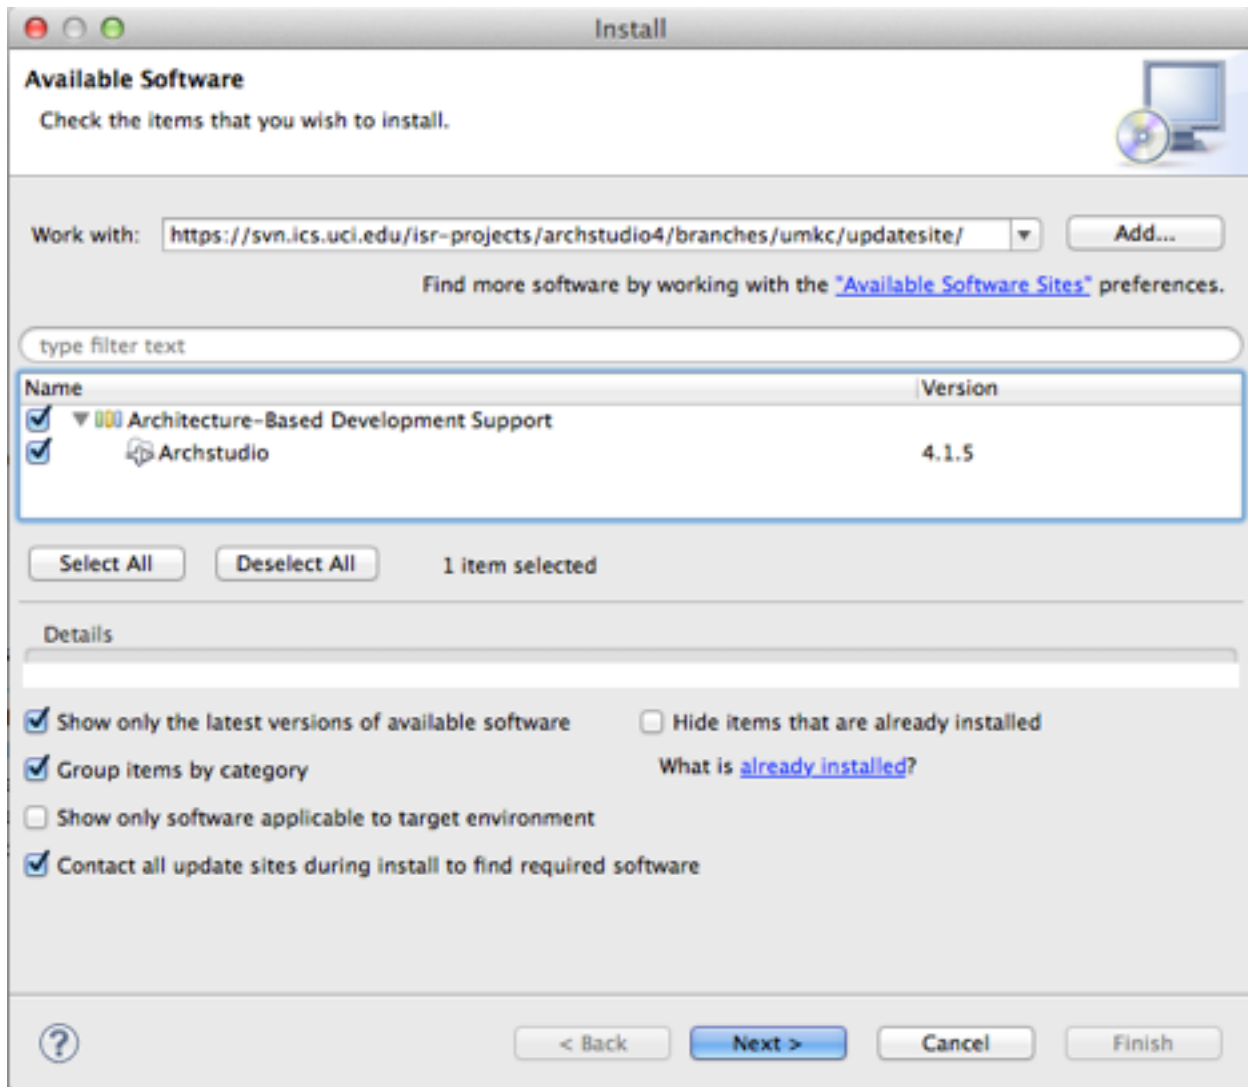 Install
Available Software
Check the items that you wish to install.
Work with: https://svn.ics.uci.edu/isr-projects/archstudio4/branches/umkc/updatesite/ Add...
Find more software by working with the "Available Software Sites" preferences.
type filter text
Name Version
Architecture-Based Development Support
Archstudio 4.1.5
Select All Deselect All 1 item selected
Details
Show only the latest versions of available software Hide items that are already installed
Group items by category What is already installed?
Show only software applicable to target environment
Contact all update sites during install to find required software
? < Back Next > Cancel Finish